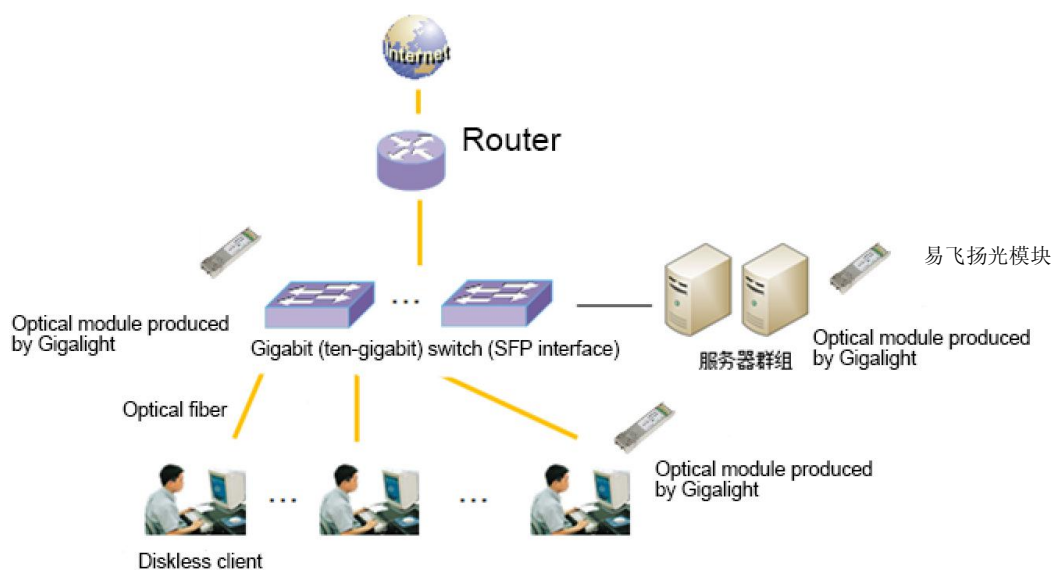 Internet
Router
易飞扬光模块
Optical module produced
by Gigalight
Gigabit (ten-gigabit) switch (SFP interface)
Optical module produced
by Gigalight
服务器群组
Optical fiber
Optical module produced
by Gigalight
Diskless client